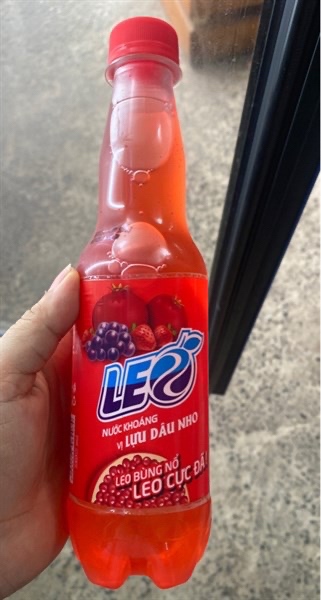 LEO
NƯỚC KHOÁNG
VỊ LỰU DÂU NHO
LEO BÙNG NỔ
LEO CỰC ĐÃ